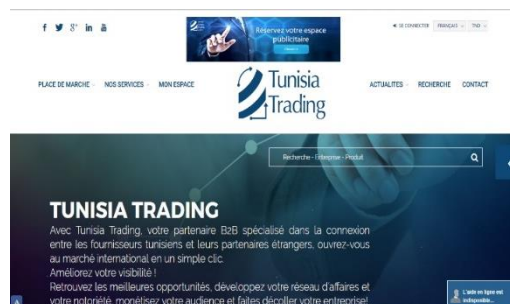 Réservez votre espace
publicitaire
SE CONNECTER FRANÇAIS TND
PLACE DE MARCHE NOS SERVICES MON ESPACE
Tunisia
Trading
ACTUALITES RECHERCHE CONTACT
Recherche - Entreprise - Produit
TUNISIA TRADING
Avec Tunisia Trading, votre partenaire B2B spécialisé dans la connexion
entre les fournisseurs tunisiens et leurs partenaires étrangers, ouvrez-vous
au marché international en un simple clic.
Améliorez votre visibilité !
Retrouvez les meilleures opportunités, développez votre réseau d'affaires et
votre notoriété, monétisez votre audience et faites décoller votre entreprise!
L'aide en ligne est
indisponible...